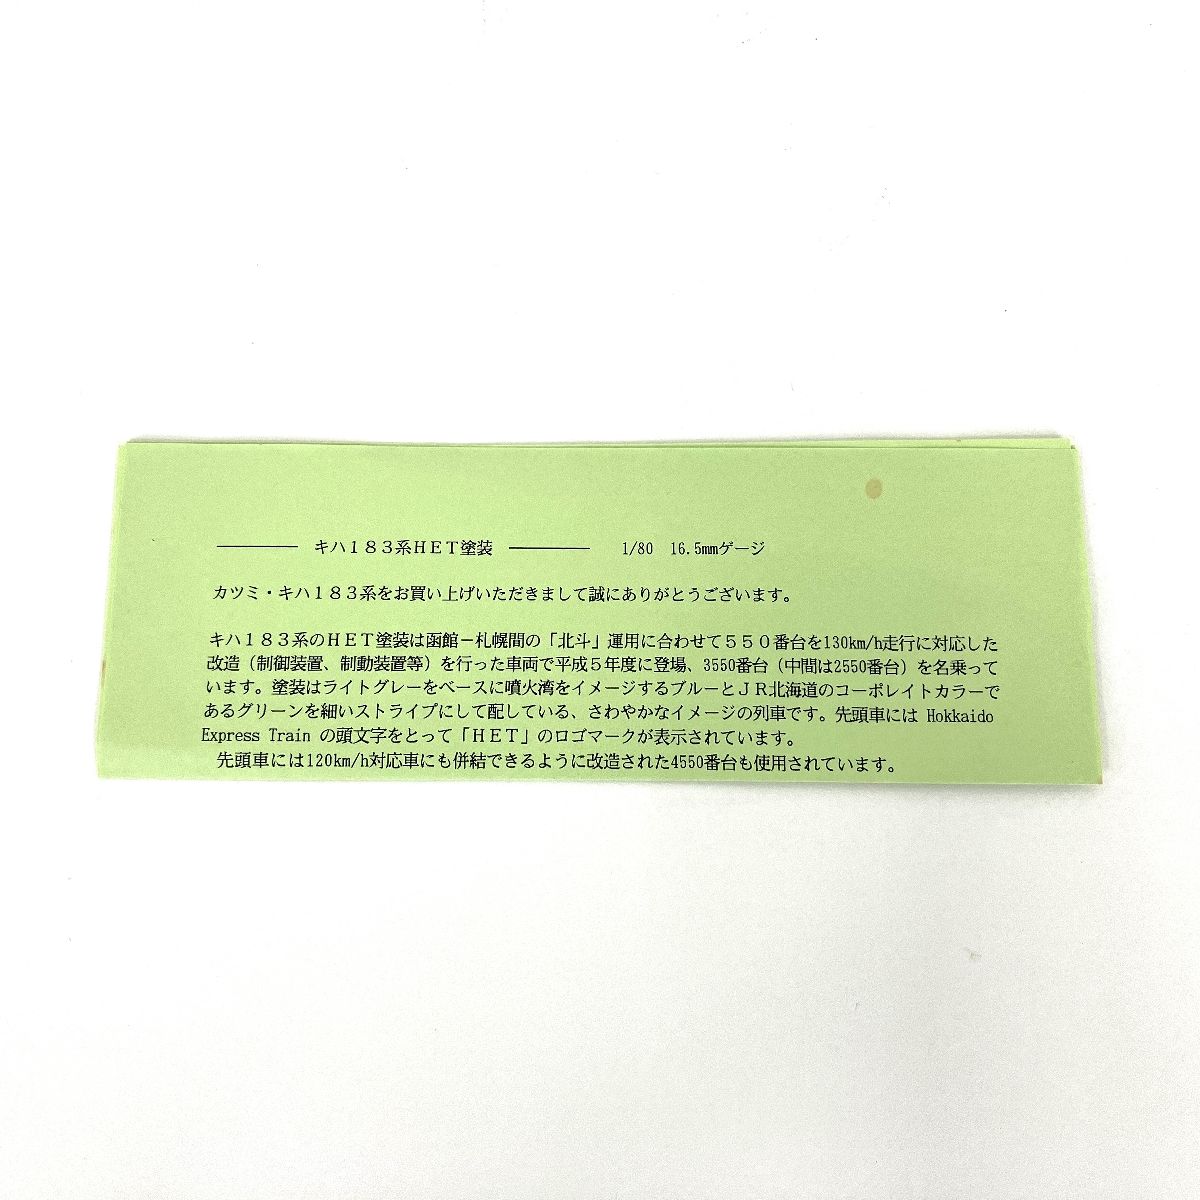 ――――― キハ１８３系ＨＥＴ塗装 ―――――　1/80　16.5mmゲージ
カツミ・キハ１８３系をお買い上げいただきまして誠にありがとうございます。
キハ１８３系のＨＥＴ塗装は函館－札幌間の「北斗」運用に合わせて５５０番台を130km/h走行に対応した
改造（制御装置、制動装置等）を行った車両で平成５年度に登場、3550番台（中間は2550番台）を名乗って
います。塗装はライトグレーをベースに噴火湾をイメージするブルーとＪＲ北海道のコーポレイトカラーで
あるグリーンを細いストライプにして配している、さわやかなイメージの列車です。先頭車には Hokkaido
Express Train の頭文字をとって「ＨＥＴ」のロゴマークが表示されています。
先頭車には120km/h対応車にも併結できるように改造された4550番台も使用されています。